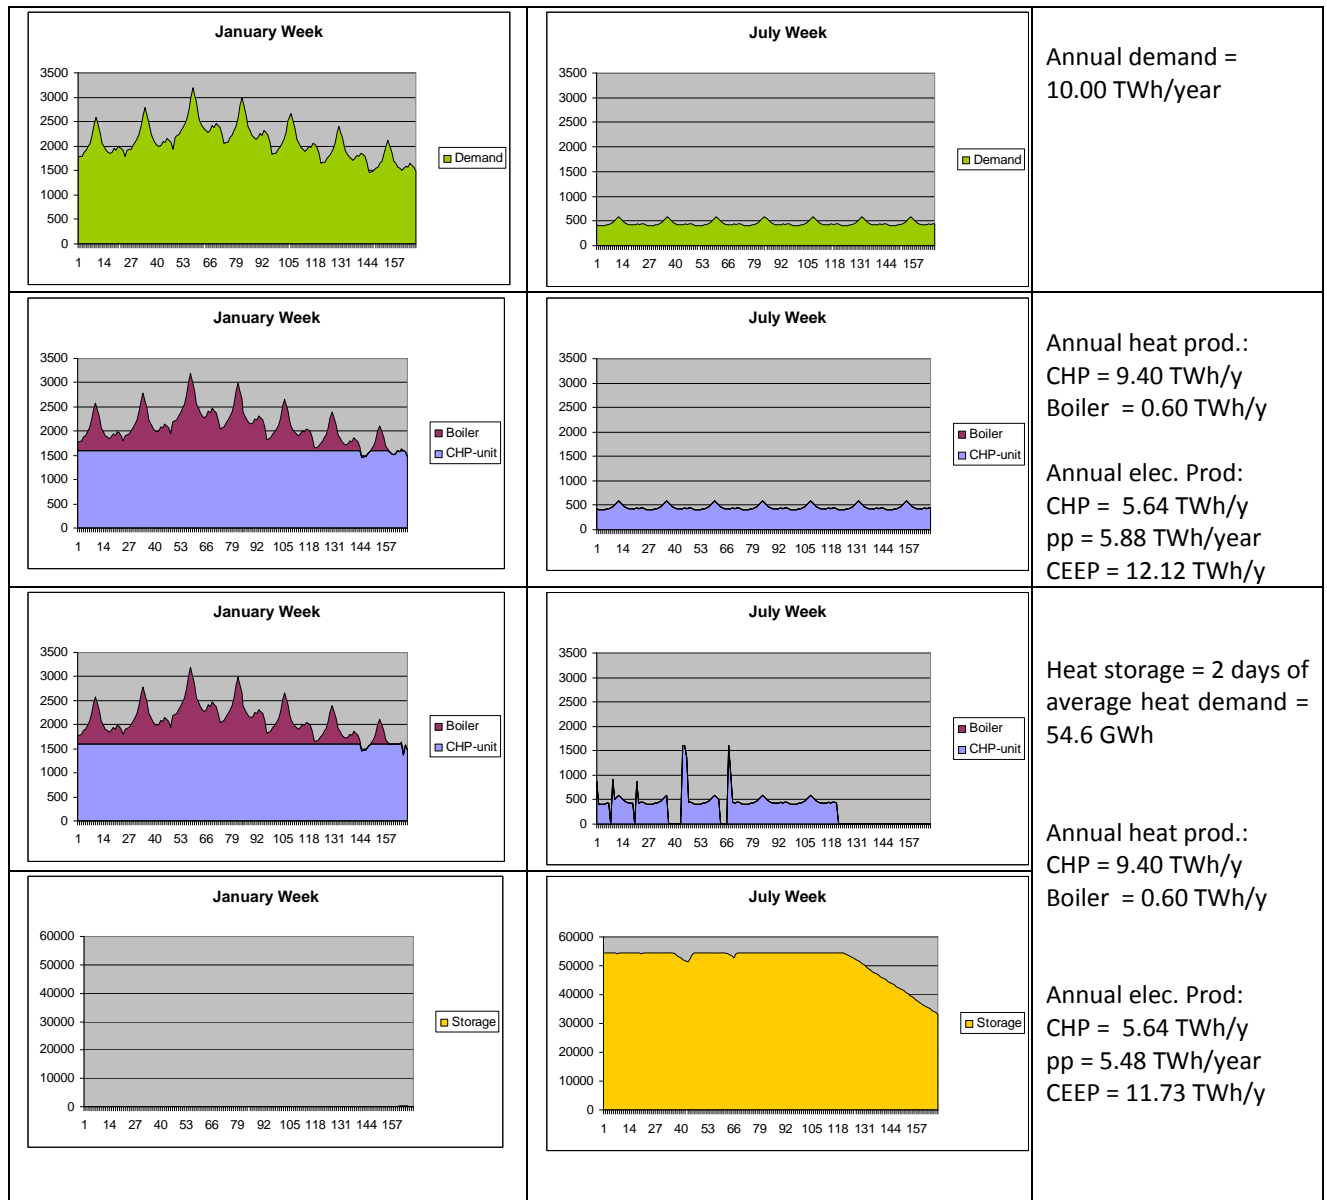 January Week
3500
3000
2500
2000
1500
1000
500
0
1 14 27 40 53 66 79 92 105 118 131 144 157
Demand
July Week
3500
3000
2500
2000
1500
1000
500
0
1 14 27 40 53 66 79 92 105 118 131 144 157
Demand
Annual demand =
10.00 TWh/year
January Week
3500
3000
2500
2000
1500
1000
500
0
1 14 27 40 53 66 79 92 105 118 131 144 157
Boiler
CHP-unit
July Week
3500
3000
2500
2000
1500
1000
500
0
1 14 27 40 53 66 79 92 105 118 131 144 157
Boiler
CHP-unit
Annual heat prod.:
CHP = 9.40 TWh/y
Boiler = 0.60 TWh/y
Annual elec. Prod:
CHP = 5.64 TWh/y
pp = 5.88 TWh/year
CEEP = 12.12 TWh/y
January Week
3500
3000
2500
2000
1500
1000
500
0
1 14 27 40 53 66 79 92 105 118 131 144 157
Boiler
CHP-unit
July Week
3500
3000
2500
2000
1500
1000
500
0
1 14 27 40 53 66 79 92 105 118 131 144 157
Boiler
CHP-unit
Heat storage = 2 days of
average heat demand =
54.6 GWh
Annual heat prod.:
CHP = 9.40 TWh/y
Boiler = 0.60 TWh/y
Annual elec. Prod:
CHP = 5.64 TWh/y
pp = 5.48 TWh/year
CEEP = 11.73 TWh/y
January Week
60000
50000
40000
30000
20000
10000
0
1 14 27 40 53 66 79 92 105 118 131 144 157
Storage
July Week
60000
50000
40000
30000
20000
10000
0
1 14 27 40 53 66 79 92 105 118 131 144 157
Storage